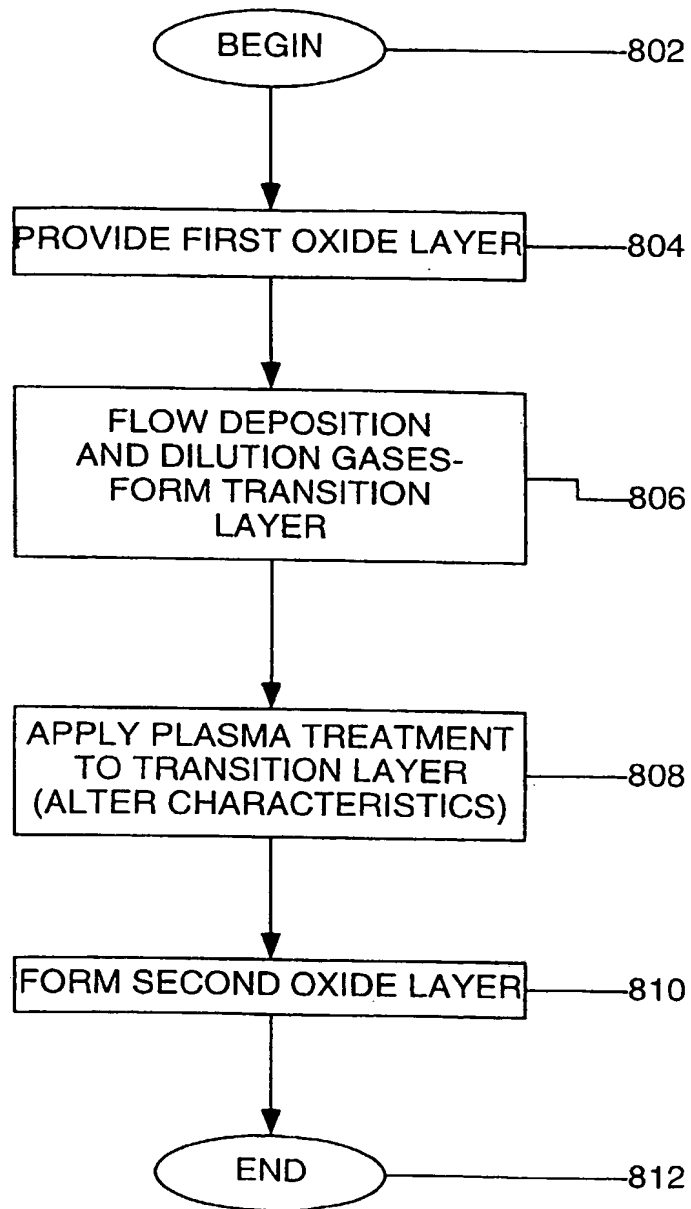 BEGIN
802
PROVIDE FIRST OXIDE LAYER
804
FLOW DEPOSITION
AND DILUTION GASES-
FORM TRANSITION
LAYER
806
APPLY PLASMA TREATMENT
TO TRANSITION LAYER
(ALTER CHARACTERISTICS)
808
FORM SECOND OXIDE LAYER
810
END
812